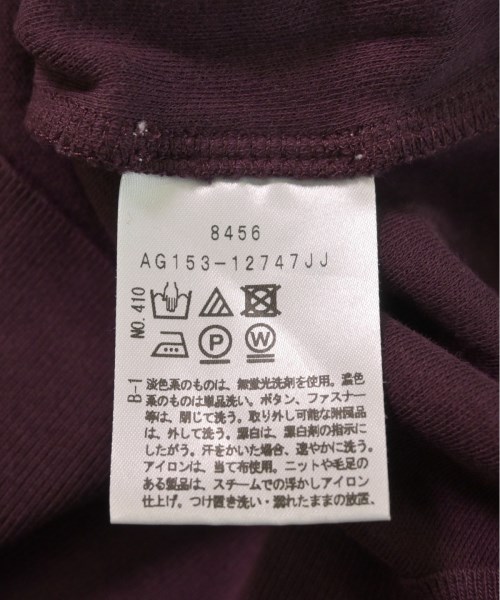 8456
AG153-12747JJ
NO.410
P
W
B-1
淡色系のものは、無蛍光洗剤を使用。濃色
系のものは単品洗い。ボタン、ファスナー
等は、閉じて洗う。取り外し可能な附図品
は、外して洗う。漂白は、漂白剤の指示に
したがう。汗をかいた場合、速やかに洗う。
アイロンは、当て布使用。ニットや毛足の
ある製品は、スチームでの浮かしアイロン
仕上げ。つけ置き洗い・濡れたままの放置、